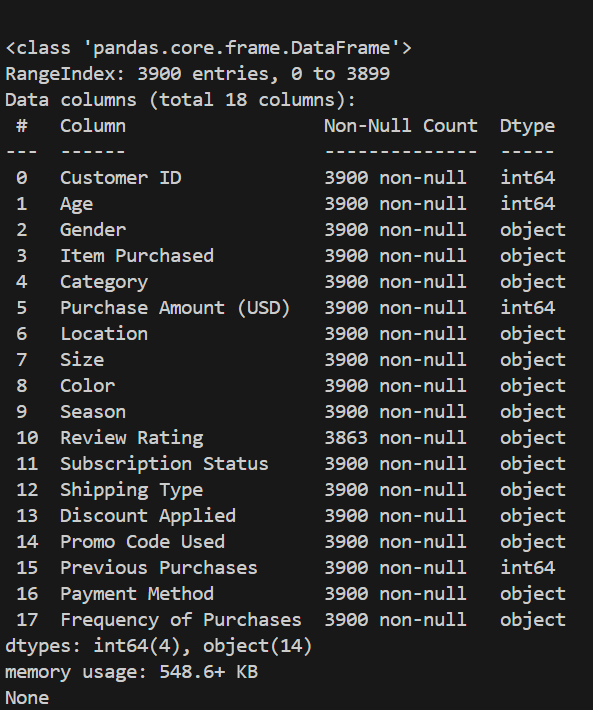 <class 'pandas.core.frame.DataFrame'>
RangeIndex: 3900 entries, 0 to 3899
Data columns (total 18 columns):
 #   Column                  Non-Null Count  Dtype
---  ------                  --------------  -----
 0   Customer ID             3900 non-null   int64
 1   Age                     3900 non-null   int64
 2   Gender                  3900 non-null   object
 3   Item Purchased          3900 non-null   object
 4   Category                3900 non-null   object
 5   Purchase Amount (USD)   3900 non-null   int64
 6   Location                3900 non-null   object
 7   Size                    3900 non-null   object
 8   Color                   3900 non-null   object
 9   Season                  3900 non-null   object
 10  Review Rating           3863 non-null   object
 11  Subscription Status     3900 non-null   object
 12  Shipping Type           3900 non-null   object
 13  Discount Applied        3900 non-null   object
 14  Promo Code Used         3900 non-null   object
 15  Previous Purchases      3900 non-null   int64
 16  Payment Method          3900 non-null   object
 17  Frequency of Purchases  3900 non-null   object
dtypes: int64(4), object(14)
memory usage: 548.6+ KB
None